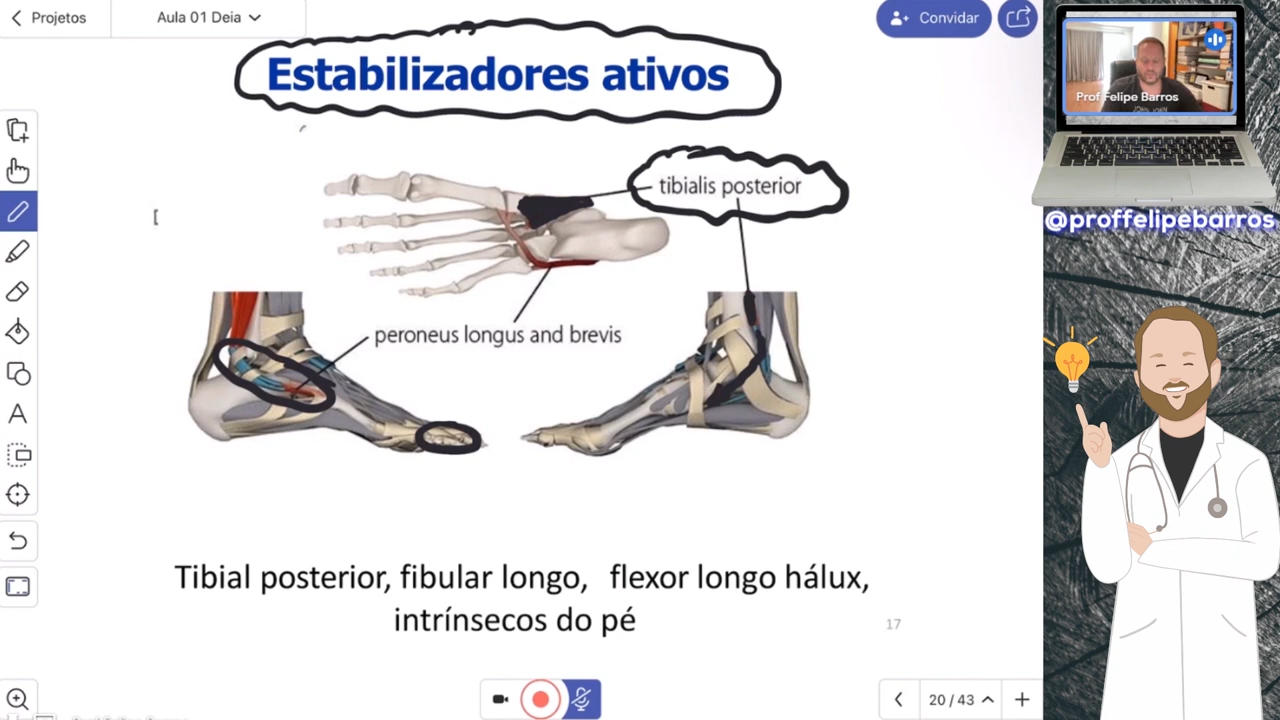 Projetos
Aula 01 Deia
Convidar
Estabilizadores ativos
tibialis posterior
peroneus longus and brevis
Tibial posterior, fibular longo, flexor longo hálux,
intrínsecos do pé
17
20 / 43
A
Prof Felipe Barros
@proffelipebarros